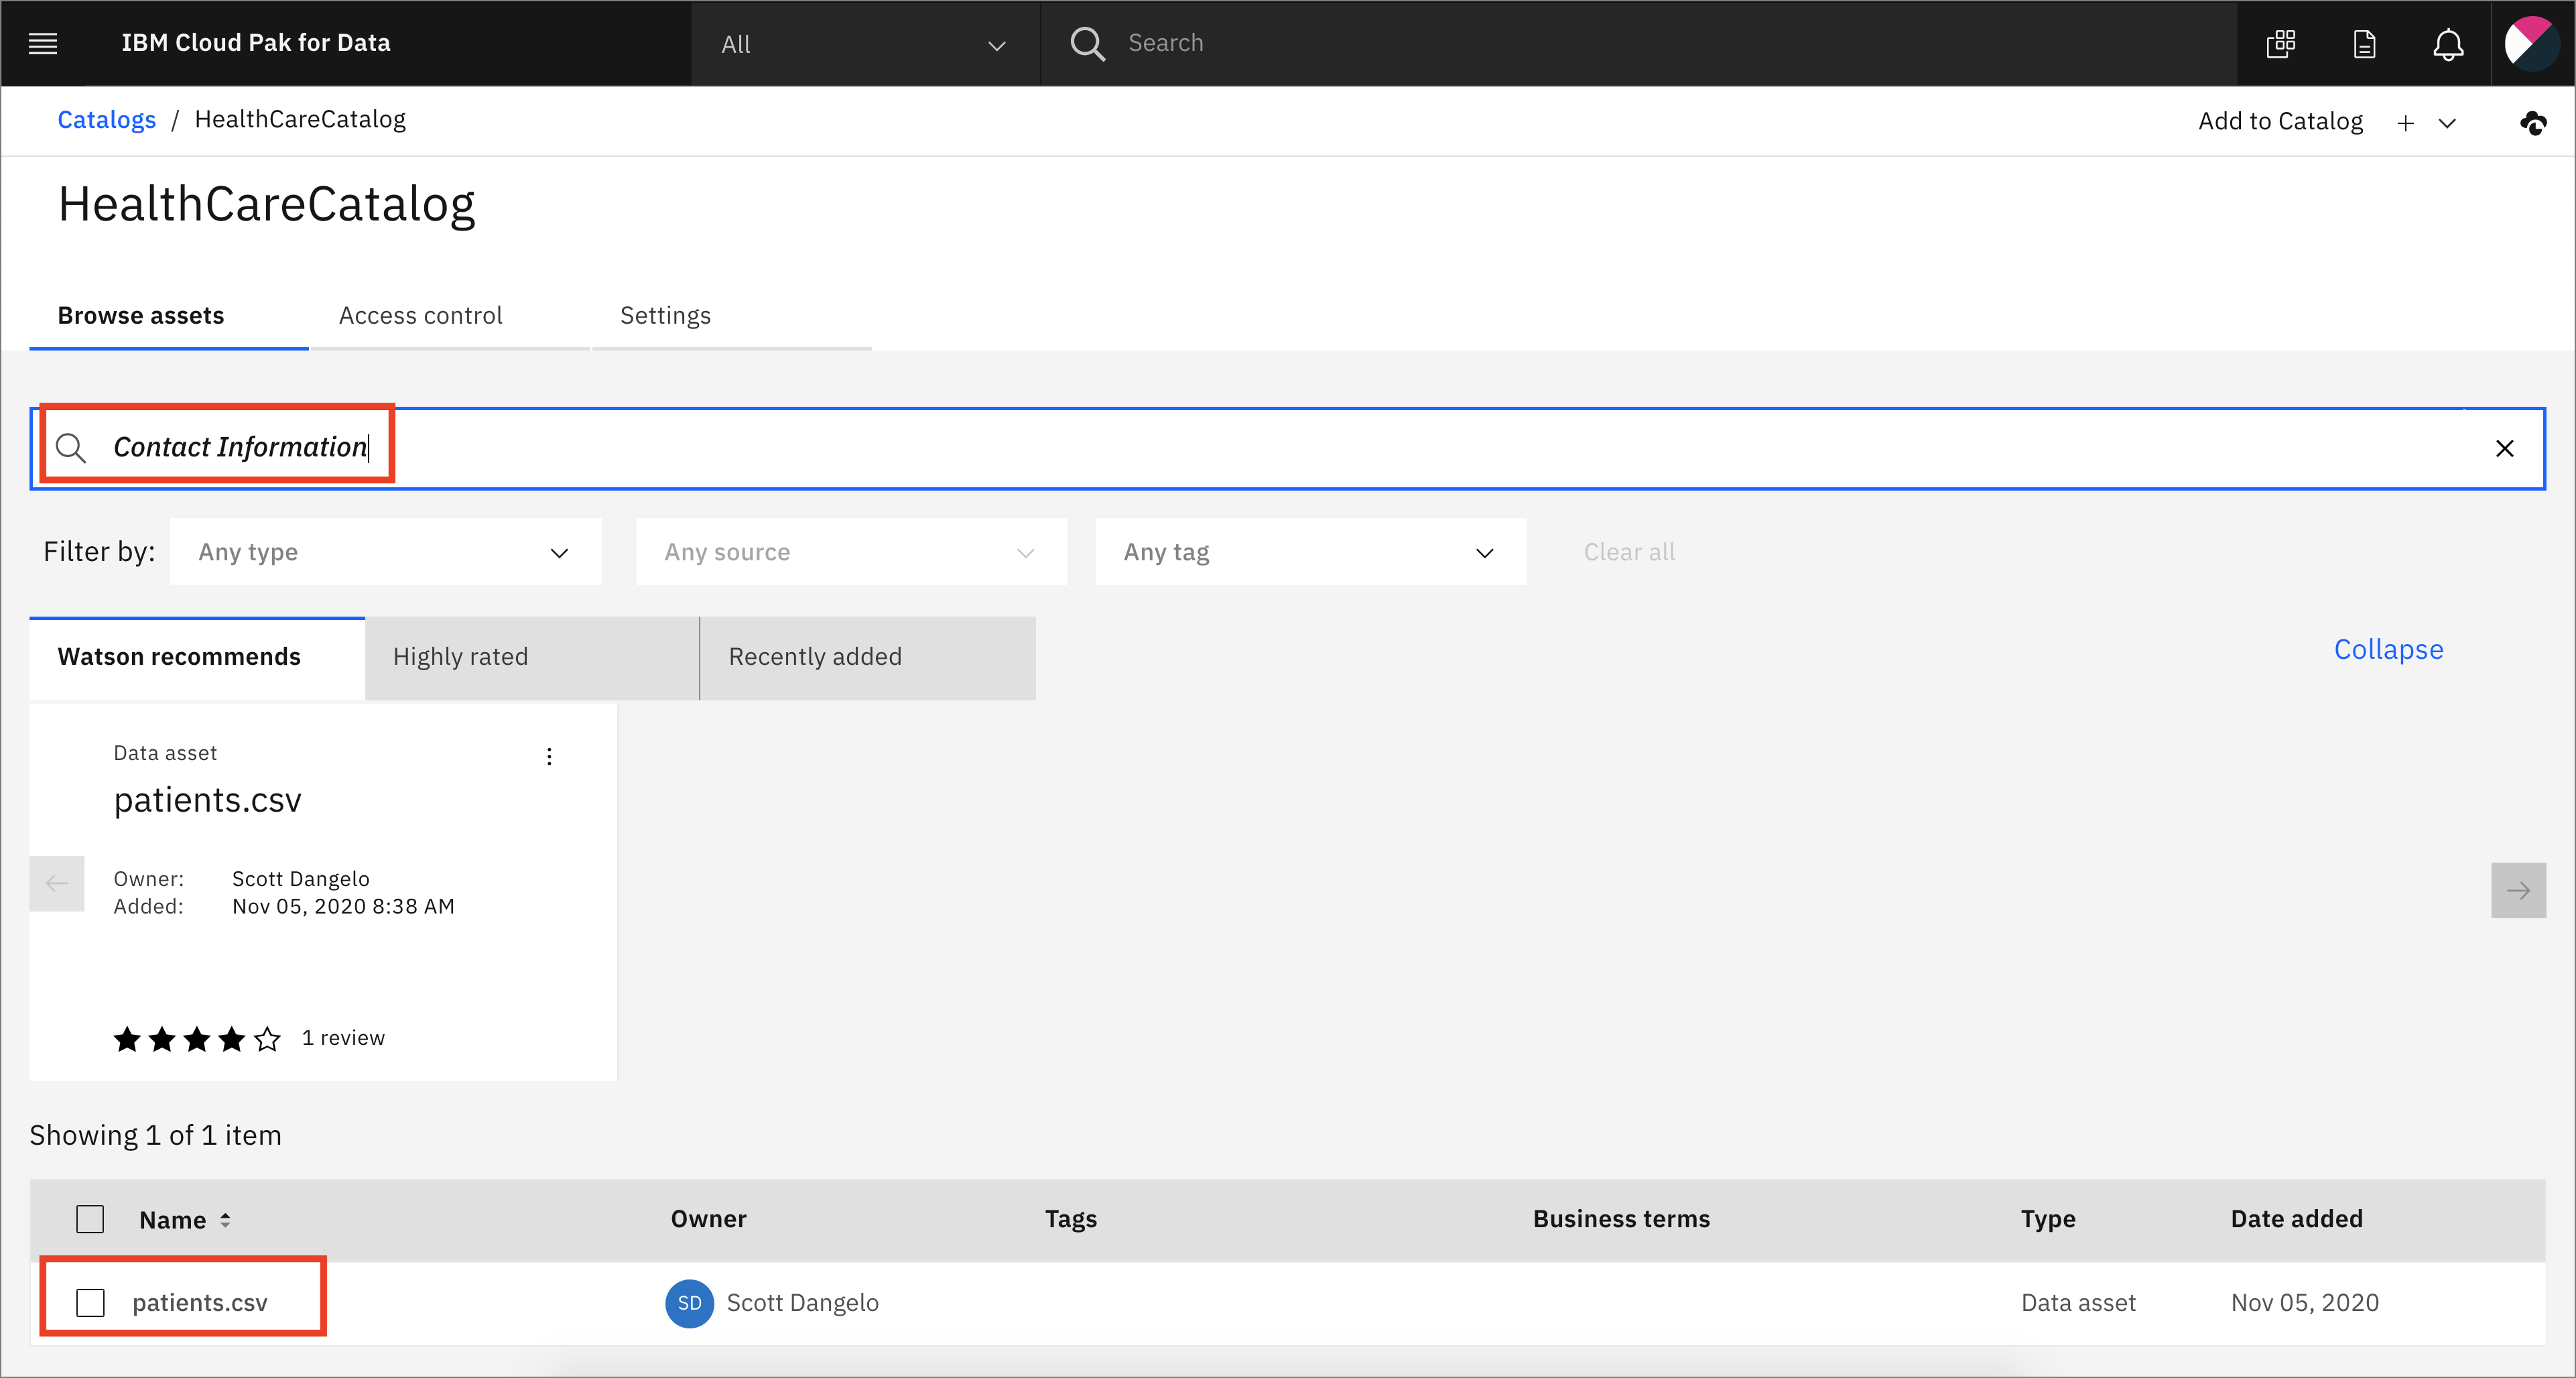 IBM Cloud Pak for Data
All
Search
Catalogs / HealthCareCatalog
Add to Catalog
HealthCareCatalog
Browse assets
Access control
Settings
Contact Information
Filter by:
Any type
Any source
Any tag
Clear all
Watson recommends
Highly rated
Recently added
Collapse
Data asset
patients.csv
Owner: Scott Dangelo
Added: Nov 05, 2020 8:38 AM
1 review
Showing 1 of 1 item
Name Owner Tags Business terms Type Date added
patients.csv SD Scott Dangelo Data asset Nov 05, 2020